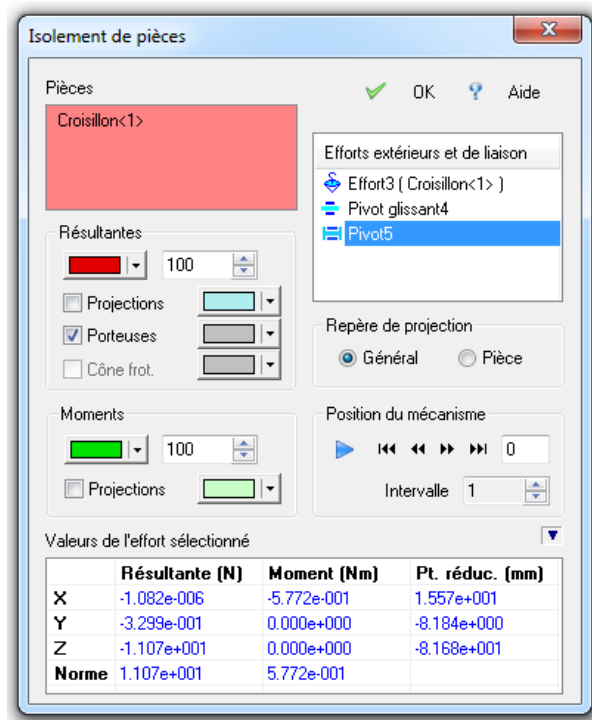 Isolement de pièces
Pièces
OK
Aide
Croisillon<1>
Efforts extérieurs et de liaison
Effort3 ( Croisillon<1> )
Pivot glissant4
Pivot5
Résultantes
100
Projections
Porteuses
Cône frot.
Repère de projection
Général
Pièce
Moments
100
Projections
Position du mécanisme
0
Intervalle 1
Valeurs de l'effort sélectionné
Résultante (N) Moment (Nm) Pt. réduc. (mm)
X -1.082e-006 -5.772e-001 1.557e+001
Y -3.299e-001 0.000e+000 -8.184e+000
Z -1.107e+001 0.000e+000 -8.168e+001
Norme 1.107e+001 5.772e-001